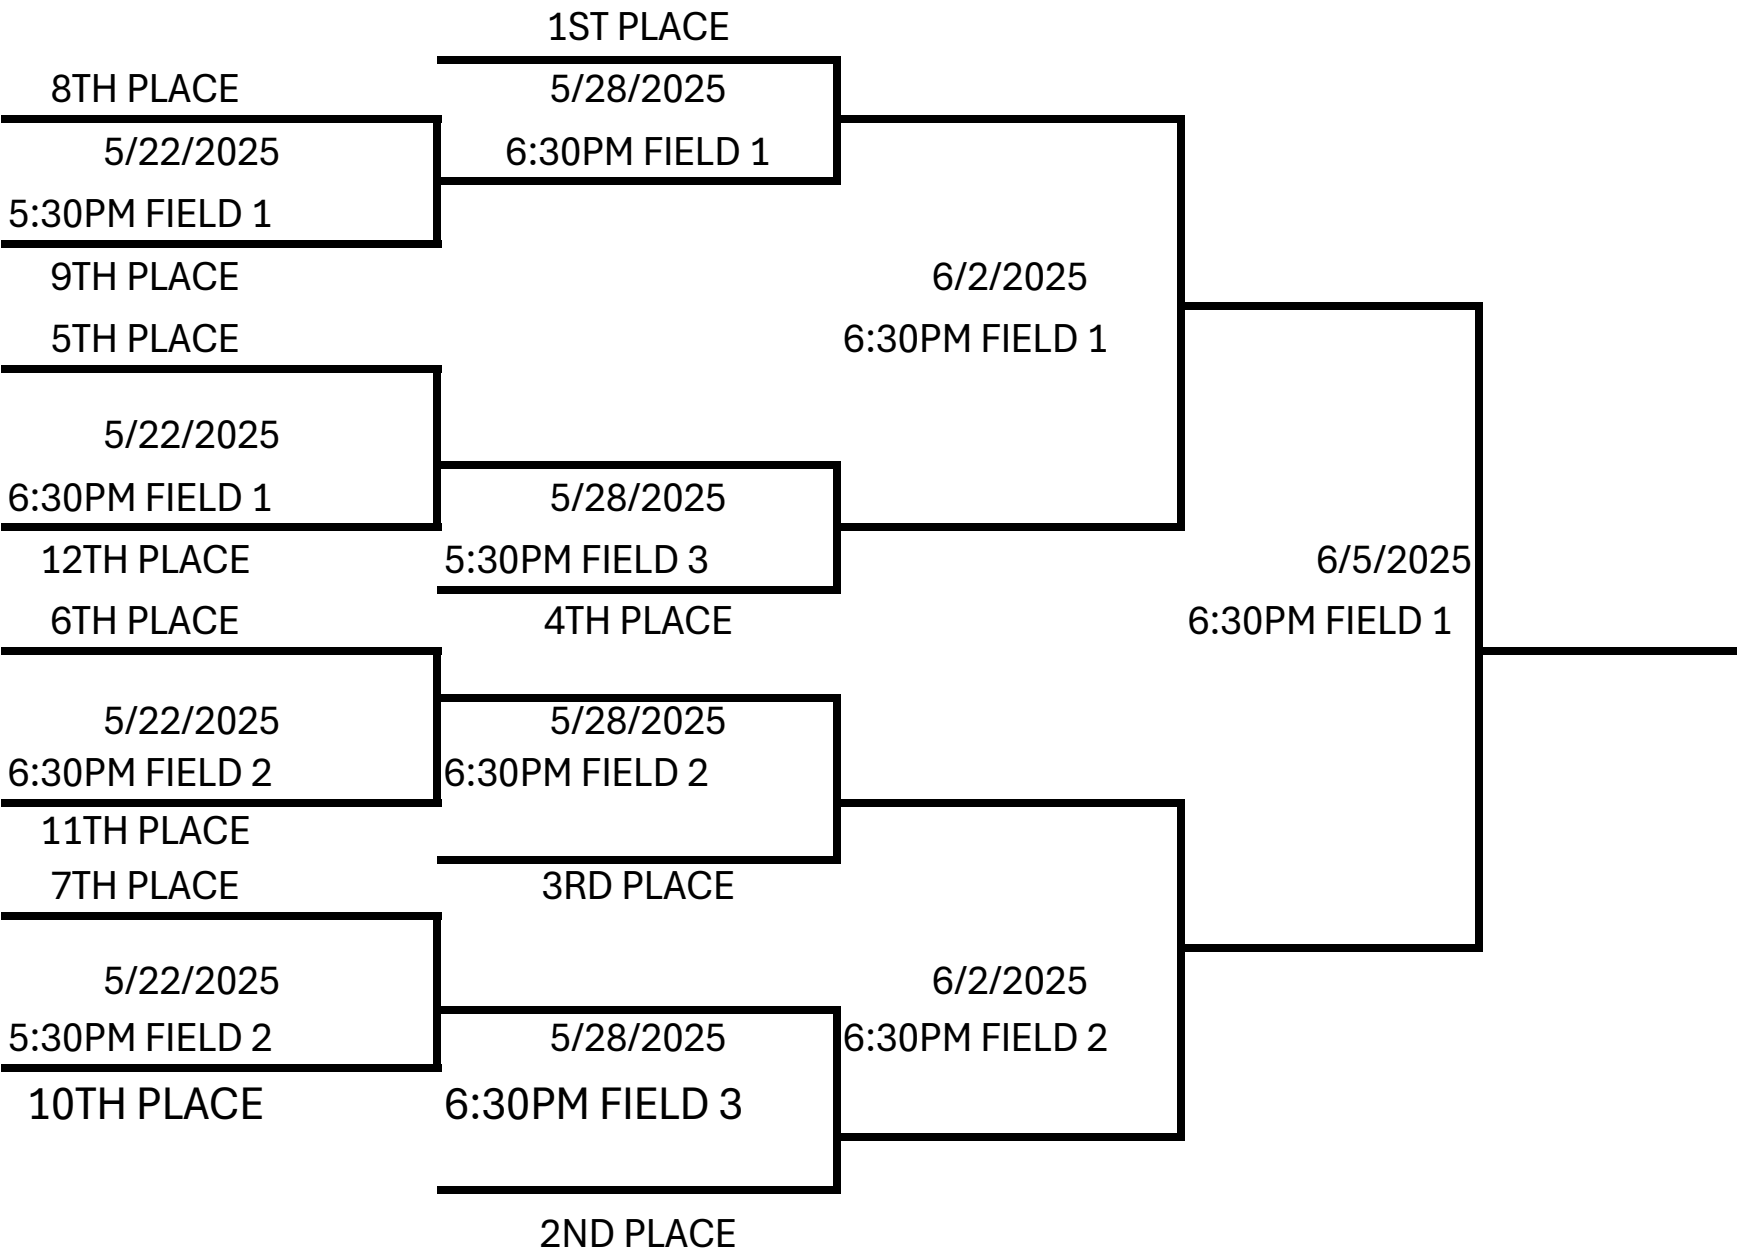 1ST PLACE
8TH PLACE
5/28/2025
5/22/2025
6:30PM FIELD 1
5:30PM FIELD 1
9TH PLACE
6/2/2025
5TH PLACE
6:30PM FIELD 1
5/22/2025
6:30PM FIELD 1
5/28/2025
12TH PLACE
5:30PM FIELD 3
6/5/2025
6TH PLACE
4TH PLACE
6:30PM FIELD 1
5/22/2025
5/28/2025
6:30PM FIELD 2
6:30PM FIELD 2
11TH PLACE
7TH PLACE
3RD PLACE
5/22/2025
6/2/2025
5:30PM FIELD 2
5/28/2025
6:30PM FIELD 2
10TH PLACE
6:30PM FIELD 3
2ND PLACE